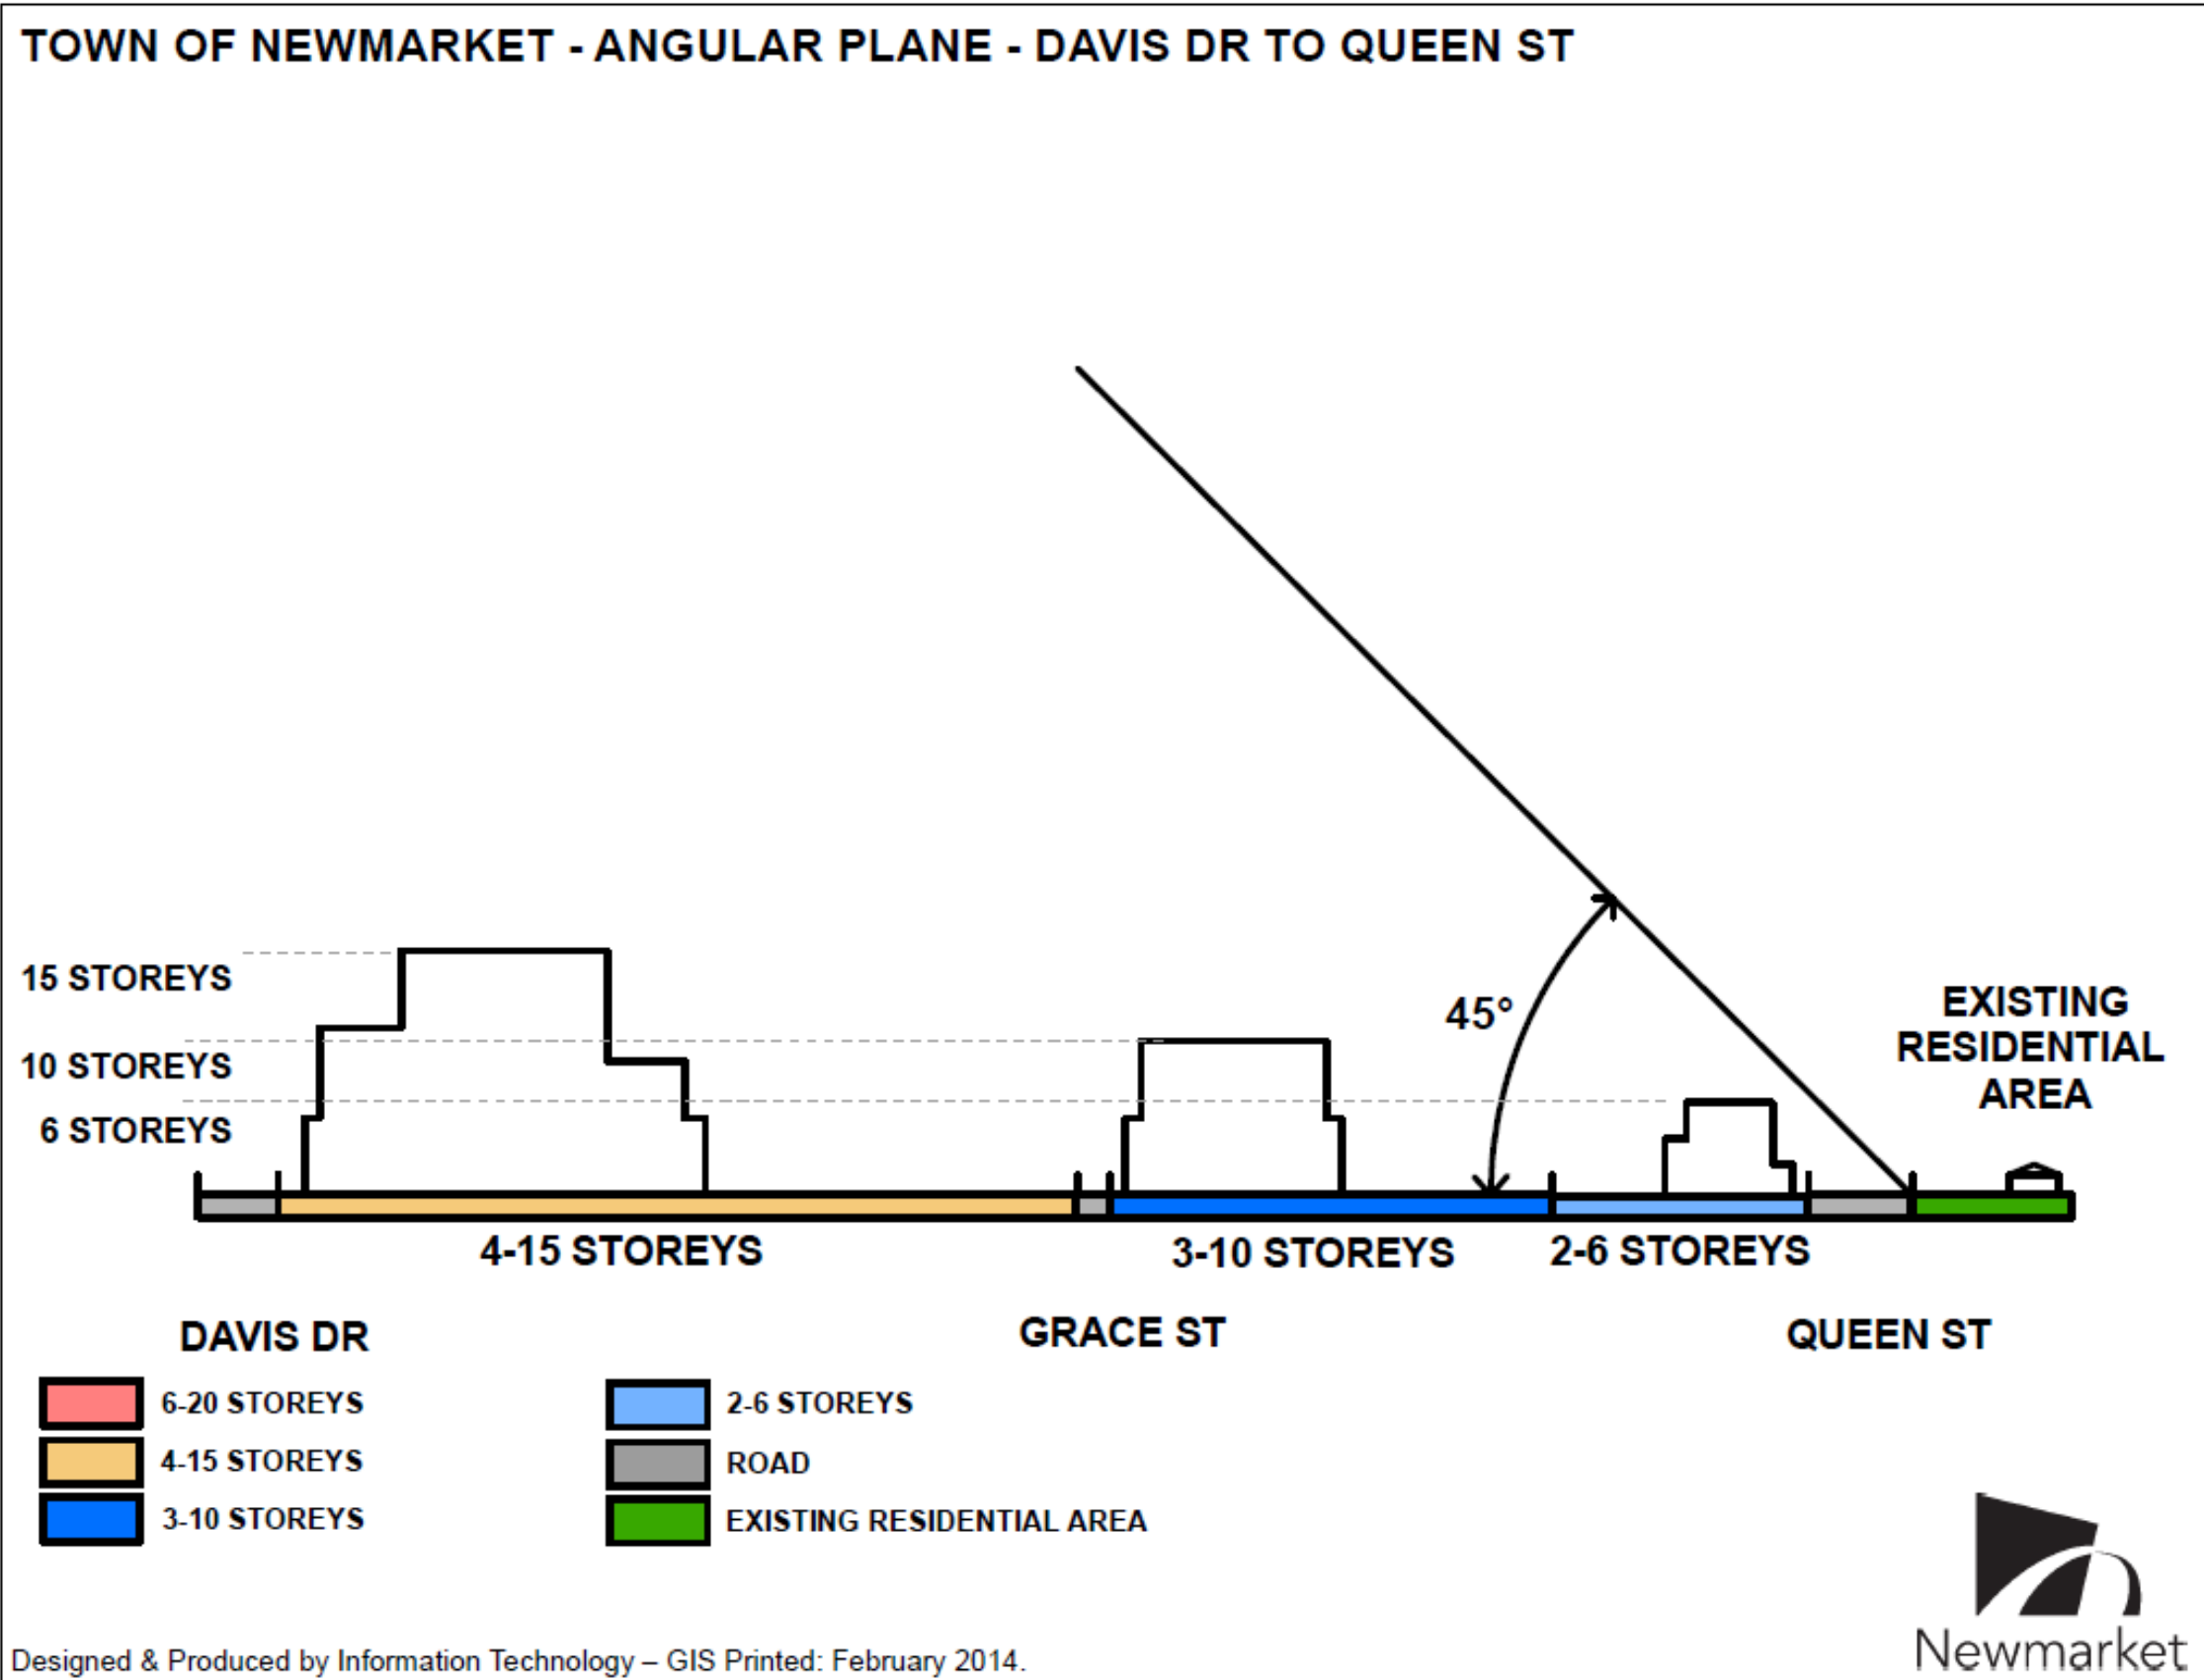 TOWN OF NEWMARKET - ANGULAR PLANE - DAVIS DR TO QUEEN ST
15 STOREYS
10 STOREYS
6 STOREYS
45°
EXISTING
RESIDENTIAL
AREA
4-15 STOREYS
3-10 STOREYS
2-6 STOREYS
DAVIS DR
GRACE ST
QUEEN ST
6-20 STOREYS
4-15 STOREYS
3-10 STOREYS
2-6 STOREYS
ROAD
EXISTING RESIDENTIAL AREA
Newmarket
Designed & Produced by Information Technology – GIS Printed: February 2014.